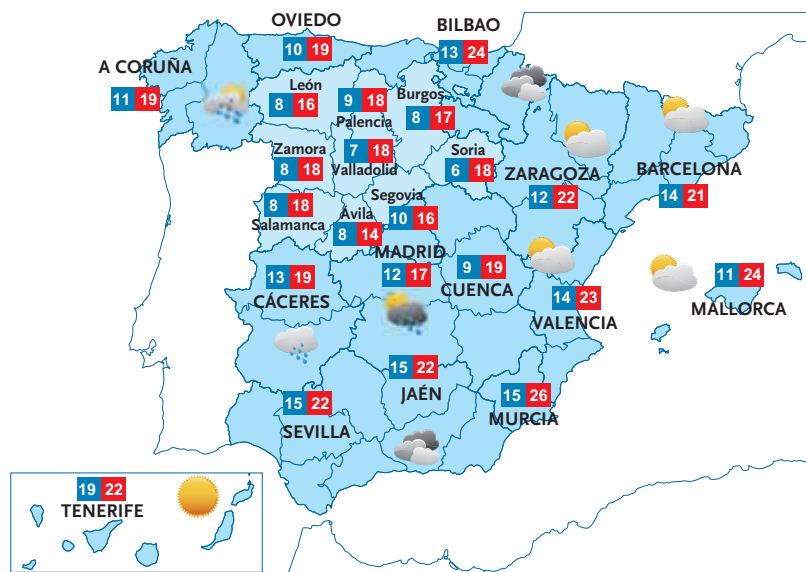 OVIEDO
10 19
BILBAO
13 24
A CORUÑA
11 19
León
8 16
9 18
Palencia
Burgos
8 17
Zamora
8 18
7 18
Valladolid
Soria
6 18
ZARAGOZA
12 22
BARCELONA
14 21
8 18
Salamanca
Segovia
10 16
Ávila
8 14
MADRID
12 17
13 19
CÁCERES
9 19
CUENCA
14 23
VALENCIA
11 24
MALLORCA
15 22
JAÉN
15 22
SEVILLA
15 26
MURCIA
19 22
TENERIFE